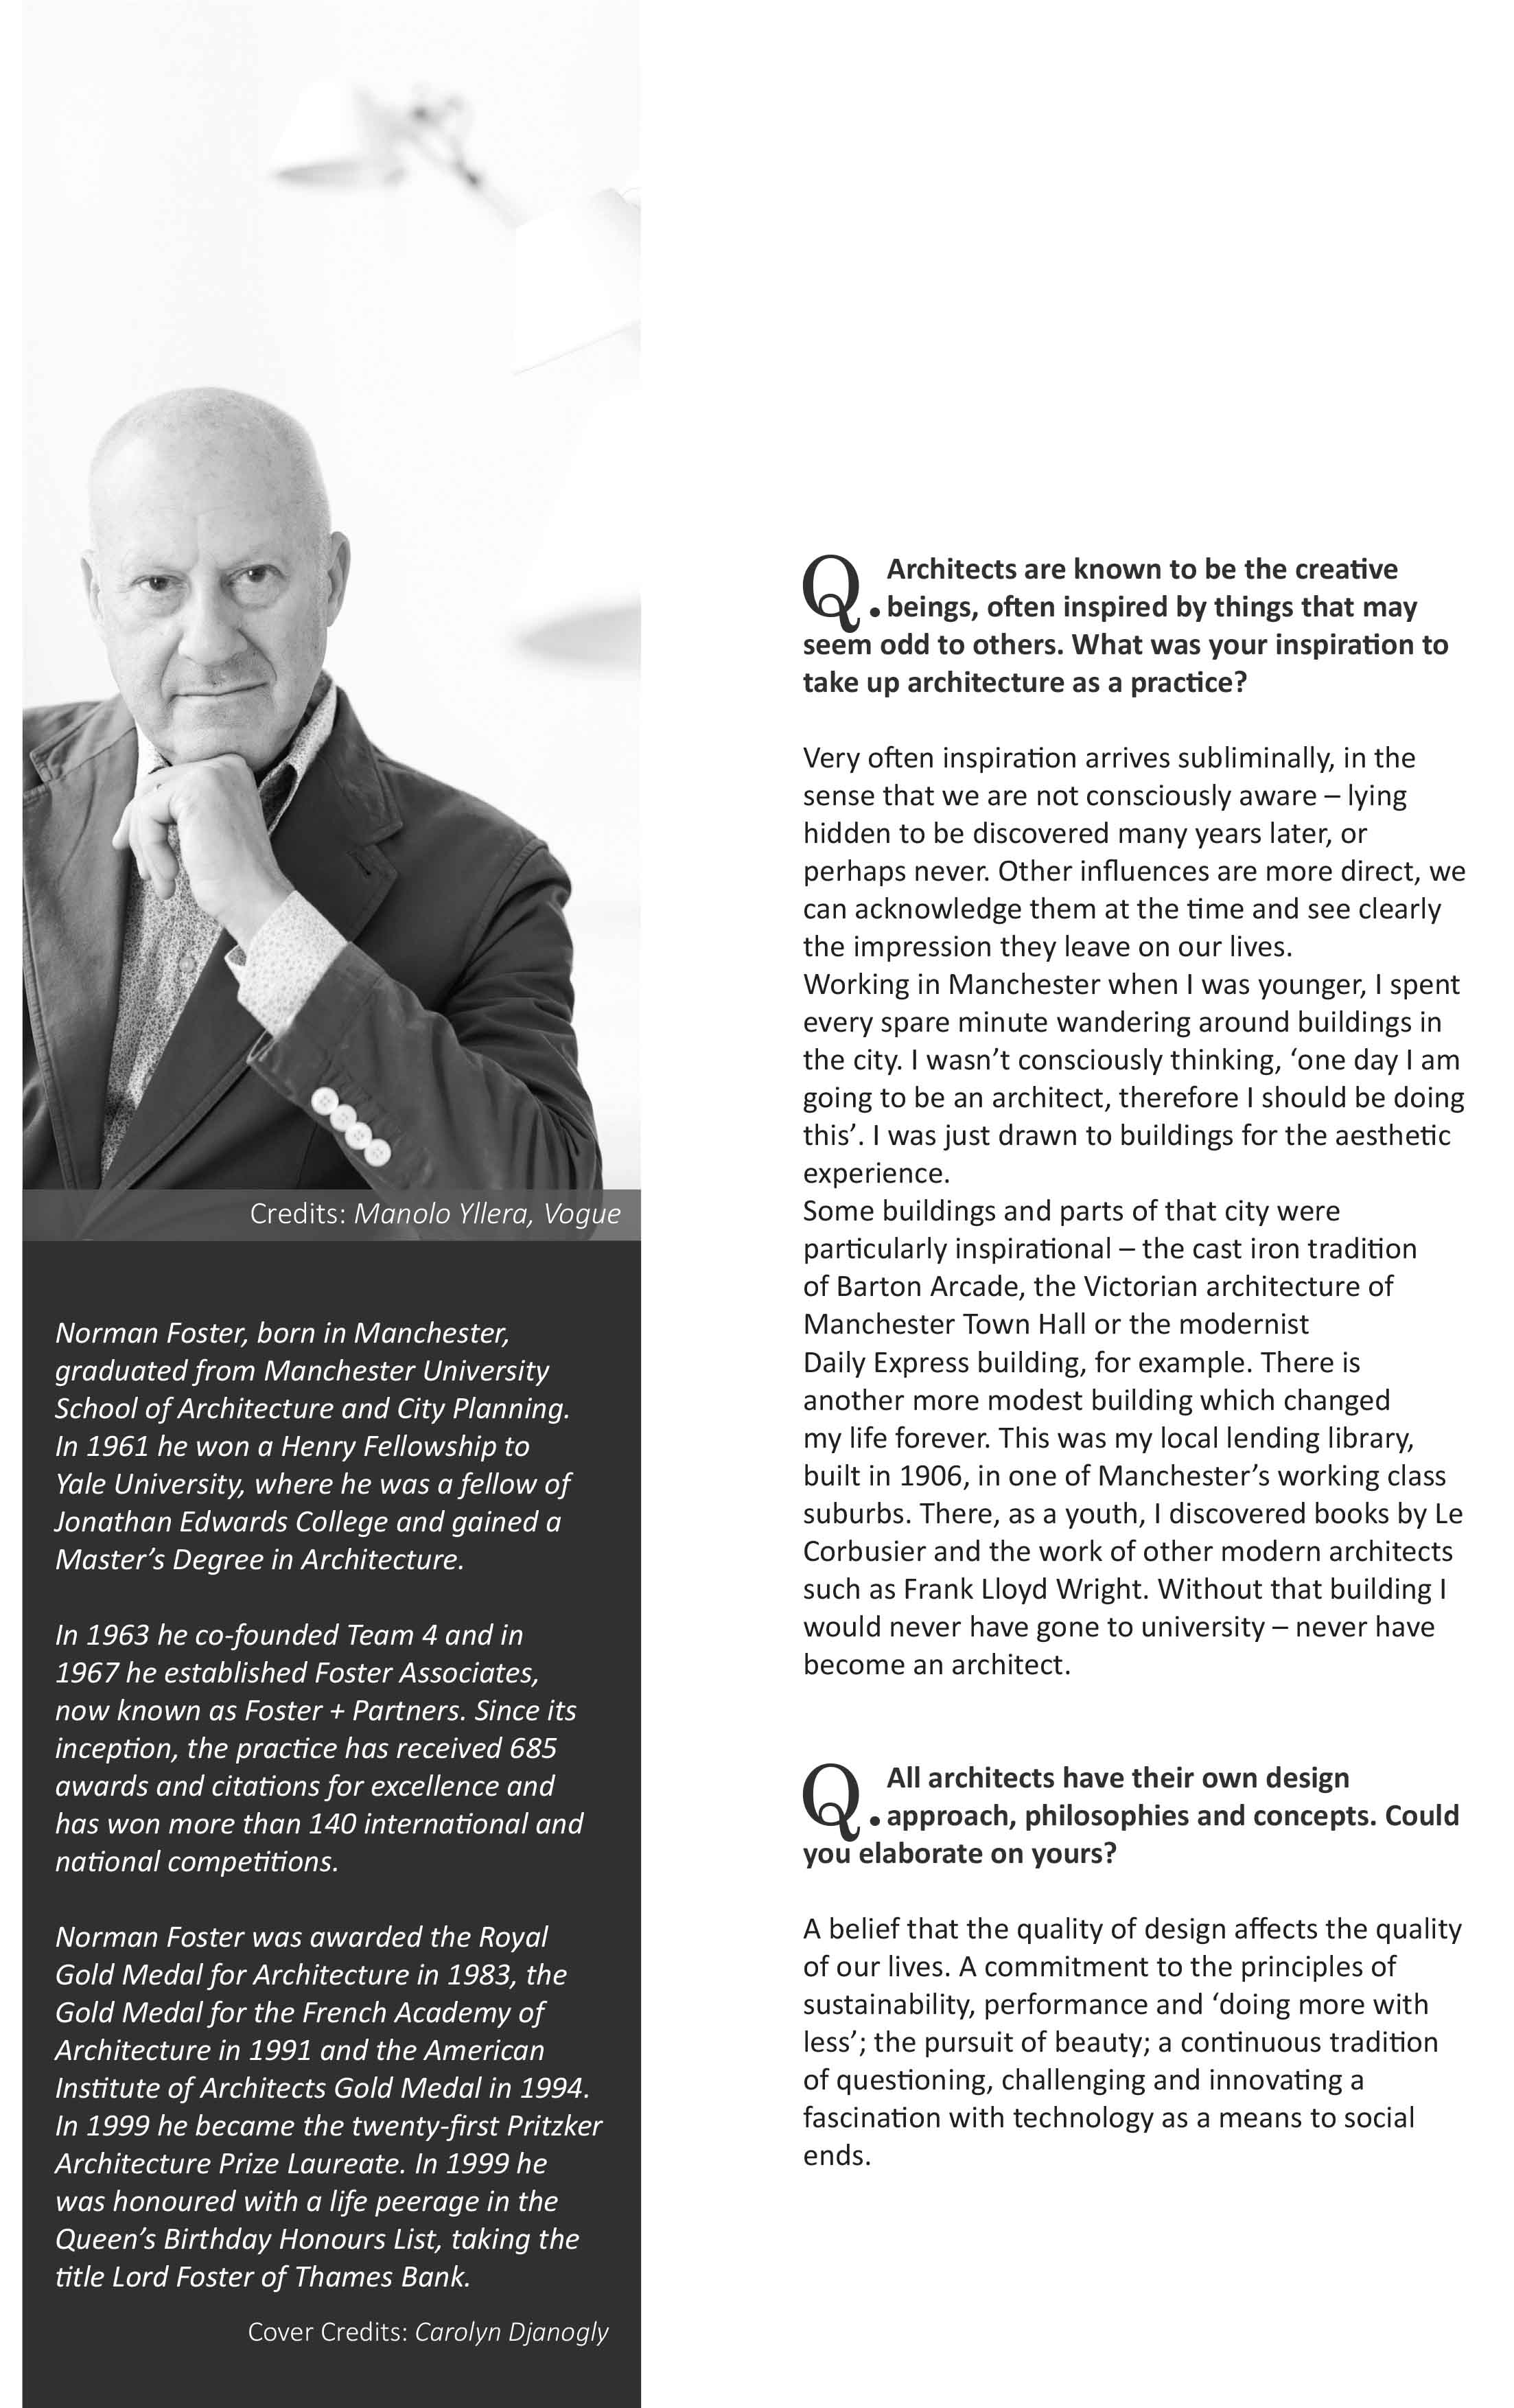 Credits: Manolo Yllera, Vogue
Norman Foster, born in Manchester,
graduated from Manchester University
School of Architecture and City Planning.
In 1961 he won a Henry Fellowship to
Yale University, where he was a fellow of
Jonathan Edwards College and gained a
Master’s Degree in Architecture.
In 1963 he co-founded Team 4 and in
1967 he established Foster Associates,
now known as Foster + Partners. Since its
inception, the practice has received 685
awards and citations for excellence and
has won more than 140 international and
national competitions.
Norman Foster was awarded the Royal
Gold Medal for Architecture in 1983, the
Gold Medal for the French Academy of
Architecture in 1991 and the American
Institute of Architects Gold Medal in 1994.
In 1999 he became the twenty-first Pritzker
Architecture Prize Laureate. In 1999 he
was honoured with a life peerage in the
Queen’s Birthday Honours List, taking the
title Lord Foster of Thames Bank.
Cover Credits: Carolyn Djanogly
Q. Architects are known to be the creative
beings, often inspired by things that may
seem odd to others. What was your inspiration to
take up architecture as a practice?
Very often inspiration arrives subliminally, in the
sense that we are not consciously aware – lying
hidden to be discovered many years later, or
perhaps never. Other influences are more direct, we
can acknowledge them at the time and see clearly
the impression they leave on our lives.
Working in Manchester when I was younger, I spent
every spare minute wandering around buildings in
the city. I wasn’t consciously thinking, ‘one day I am
going to be an architect, therefore I should be doing
this’. I was just drawn to buildings for the aesthetic
experience.
Some buildings and parts of that city were
particularly inspirational – the cast iron tradition
of Barton Arcade, the Victorian architecture of
Manchester Town Hall or the modernist
Daily Express building, for example. There is
another more modest building which changed
my life forever. This was my local lending library,
built in 1906, in one of Manchester’s working class
suburbs. There, as a youth, I discovered books by Le
Corbusier and the work of other modern architects
such as Frank Lloyd Wright. Without that building I
would never have gone to university – never have
become an architect.
Q. All architects have their own design
approach, philosophies and concepts. Could
you elaborate on yours?
A belief that the quality of design affects the quality
of our lives. A commitment to the principles of
sustainability, performance and ‘doing more with
less’; the pursuit of beauty; a continuous tradition
of questioning, challenging and innovating a
fascination with technology as a means to social
ends.